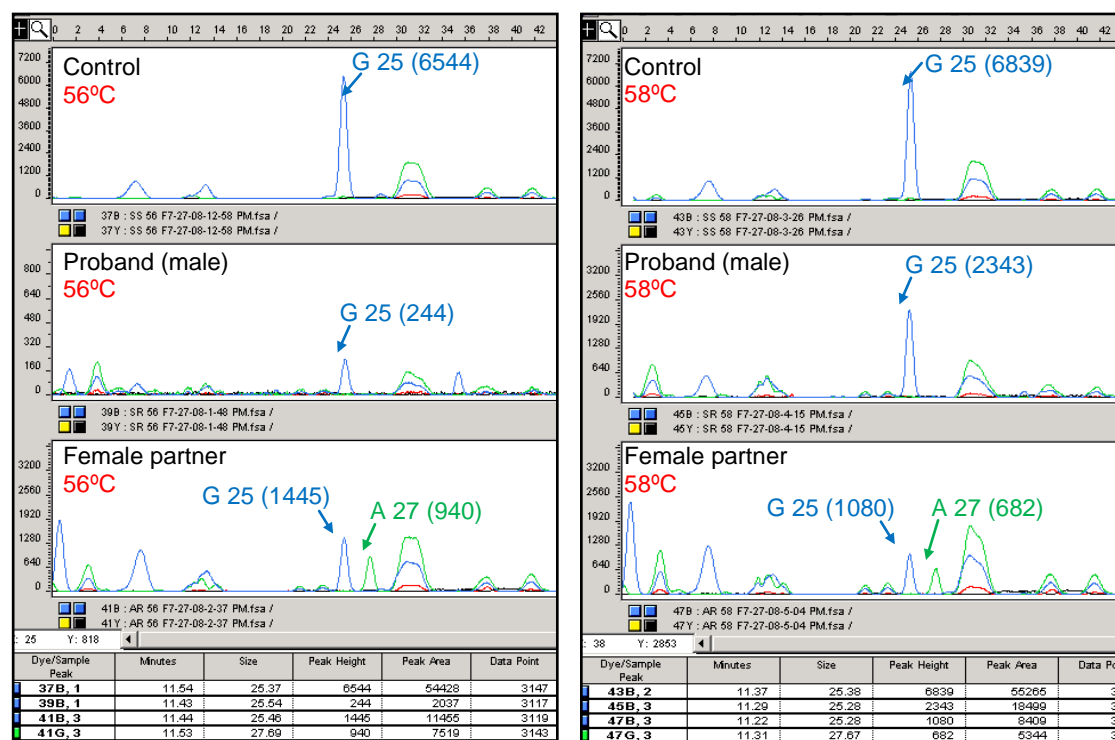 0 2 4 6 8 10 12 14 16 18 20 22 24 26 28 30 32 34 36 38 40 42
7200
6000
4800
3600
2400
1200
0
Control
56ºC
G 25 (6544)
37B : SS 56 F7-27-08-12-58 PM.fsa /
37Y : SS 56 F7-27-08-12-58 PM.fsa /
800
640
480
320
160
0
Proband (male)
56ºC
G 25 (244)
39B : SR 56 F7-27-08-1-48 PM.fsa /
39Y : SR 56 F7-27-08-1-48 PM.fsa /
3200
2560
1920
1280
640
0
Female partner
56ºC
G 25 (1445)
A 27 (940)
41B : AR 56 F7-27-08-2-37 PM.fsa /
41Y : AR 56 F7-27-08-2-37 PM.fsa /
: 25 Y: 818
Dye/Sample Peak Minutes Size Peak Height Peak Area Data Point
37B, 1 11.54 25.37 6544 54428 3147
39B, 1 11.43 25.54 244 2037 3117
41B, 3 11.44 25.46 1445 11455 3119
41G, 3 11.53 27.69 940 7519 3143
0 2 4 6 8 10 12 14 16 18 20 22 24 26 28 30 32 34 36 38 40 42
7200
6000
4800
3600
2400
1200
0
Control
58ºC
G 25 (6839)
43B : SS 58 F7-27-08-3-26 PM.fsa /
43Y : SS 58 F7-27-08-3-26 PM.fsa /
3200
2560
1920
1280
640
0
Proband (male)
58ºC
G 25 (2343)
45B : SR 58 F7-27-08-4-15 PM.fsa /
45Y : SR 58 F7-27-08-4-15 PM.fsa /
3200
2560
1920
1280
640
0
Female partner
58ºC
G 25 (1080)
A 27 (682)
47B : AR 58 F7-27-08-5-04 PM.fsa /
47Y : AR 58 F7-27-08-5-04 PM.fsa /
: 38 Y: 2853
Dye/Sample Peak Minutes Size Peak Height Peak Area Data Po
43B, 2 11.37 25.38 6839 55265 3
45B, 3 11.29 25.28 2343 18499 3
47B, 3 11.22 25.28 1080 8409 3
47G, 3 11.31 27.67 682 5344 3